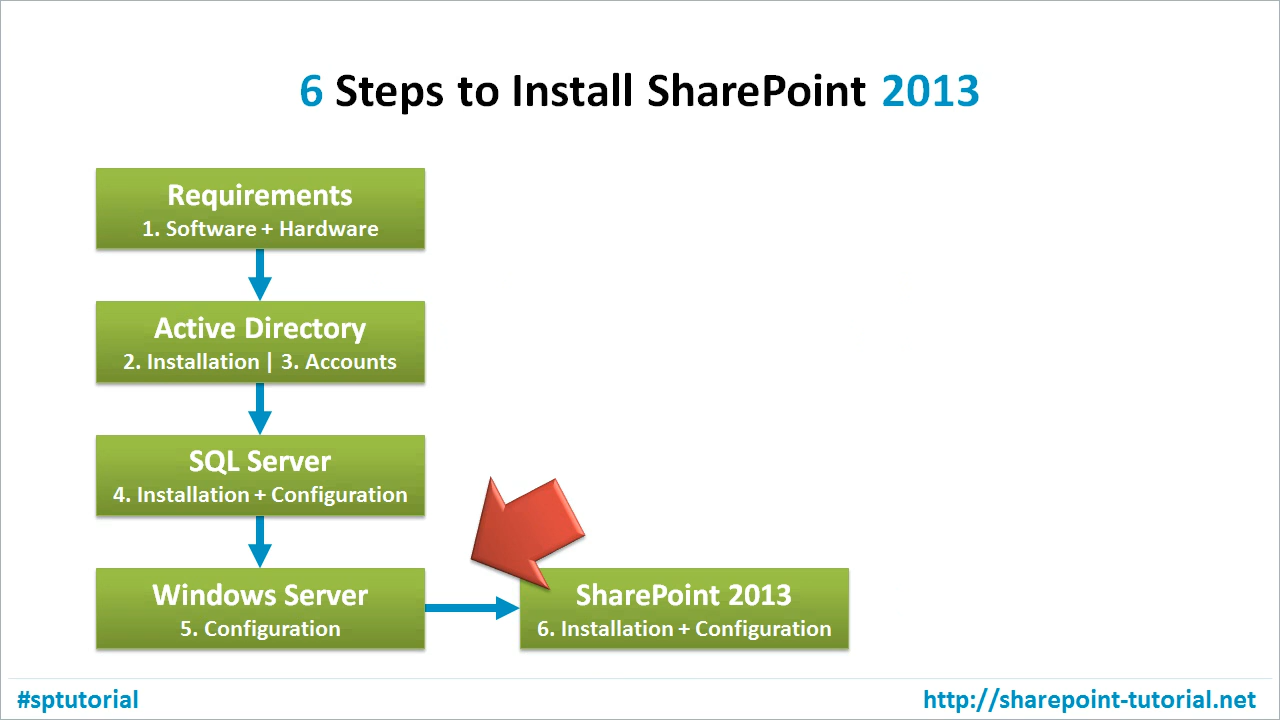 6 Steps to Install SharePoint 2013
Requirements
1. Software + Hardware
Active Directory
2. Installation | 3. Accounts
SQL Server
4. Installation + Configuration
Windows Server
5. Configuration
SharePoint 2013
6. Installation + Configuration
#sptutorial
http://sharepoint-tutorial.net